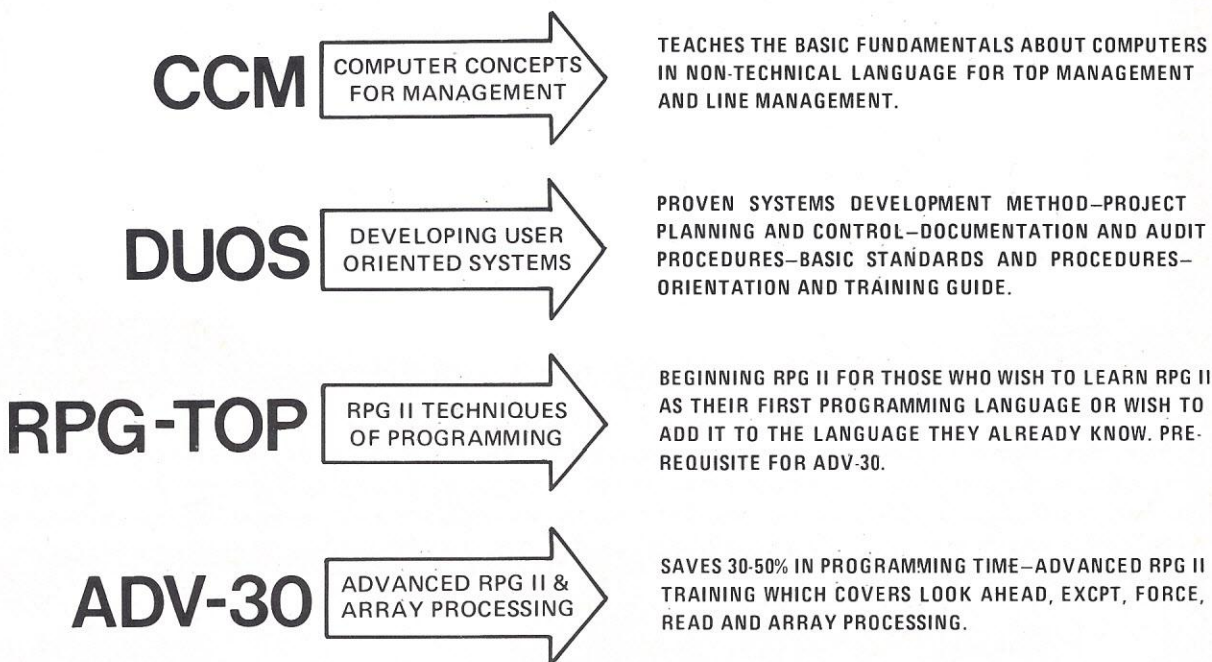 CCM
COMPUTER CONCEPTS
FOR MANAGEMENT
TEACHES THE BASIC FUNDAMENTALS ABOUT COMPUTERS
IN NON-TECHNICAL LANGUAGE FOR TOP MANAGEMENT
AND LINE MANAGEMENT.
DUOS
DEVELOPING USER
ORIENTED SYSTEMS
PROVEN SYSTEMS DEVELOPMENT METHOD–PROJECT
PLANNING AND CONTROL–DOCUMENTATION AND AUDIT
PROCEDURES–BASIC STANDARDS AND PROCEDURES–
ORIENTATION AND TRAINING GUIDE.
RPG-TOP
RPG II TECHNIQUES
OF PROGRAMMING
BEGINNING RPG II FOR THOSE WHO WISH TO LEARN RPG II
AS THEIR FIRST PROGRAMMING LANGUAGE OR WISH TO
ADD IT TO THE LANGUAGE THEY ALREADY KNOW. PRE-
REQUISITE FOR ADV-30.
ADV-30
ADVANCED RPG II &
ARRAY PROCESSING
SAVES 30-50% IN PROGRAMMING TIME–ADVANCED RPG II
TRAINING WHICH COVERS LOOK AHEAD, EXCPT, FORCE,
READ AND ARRAY PROCESSING.